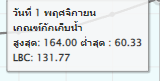 วันที่ 1 พฤศจิกายน
เกณฑ์กักเก็บน้ำ
สูงสุด: 164.00 ต่ำสุด : 60.33
LBC: 131.77